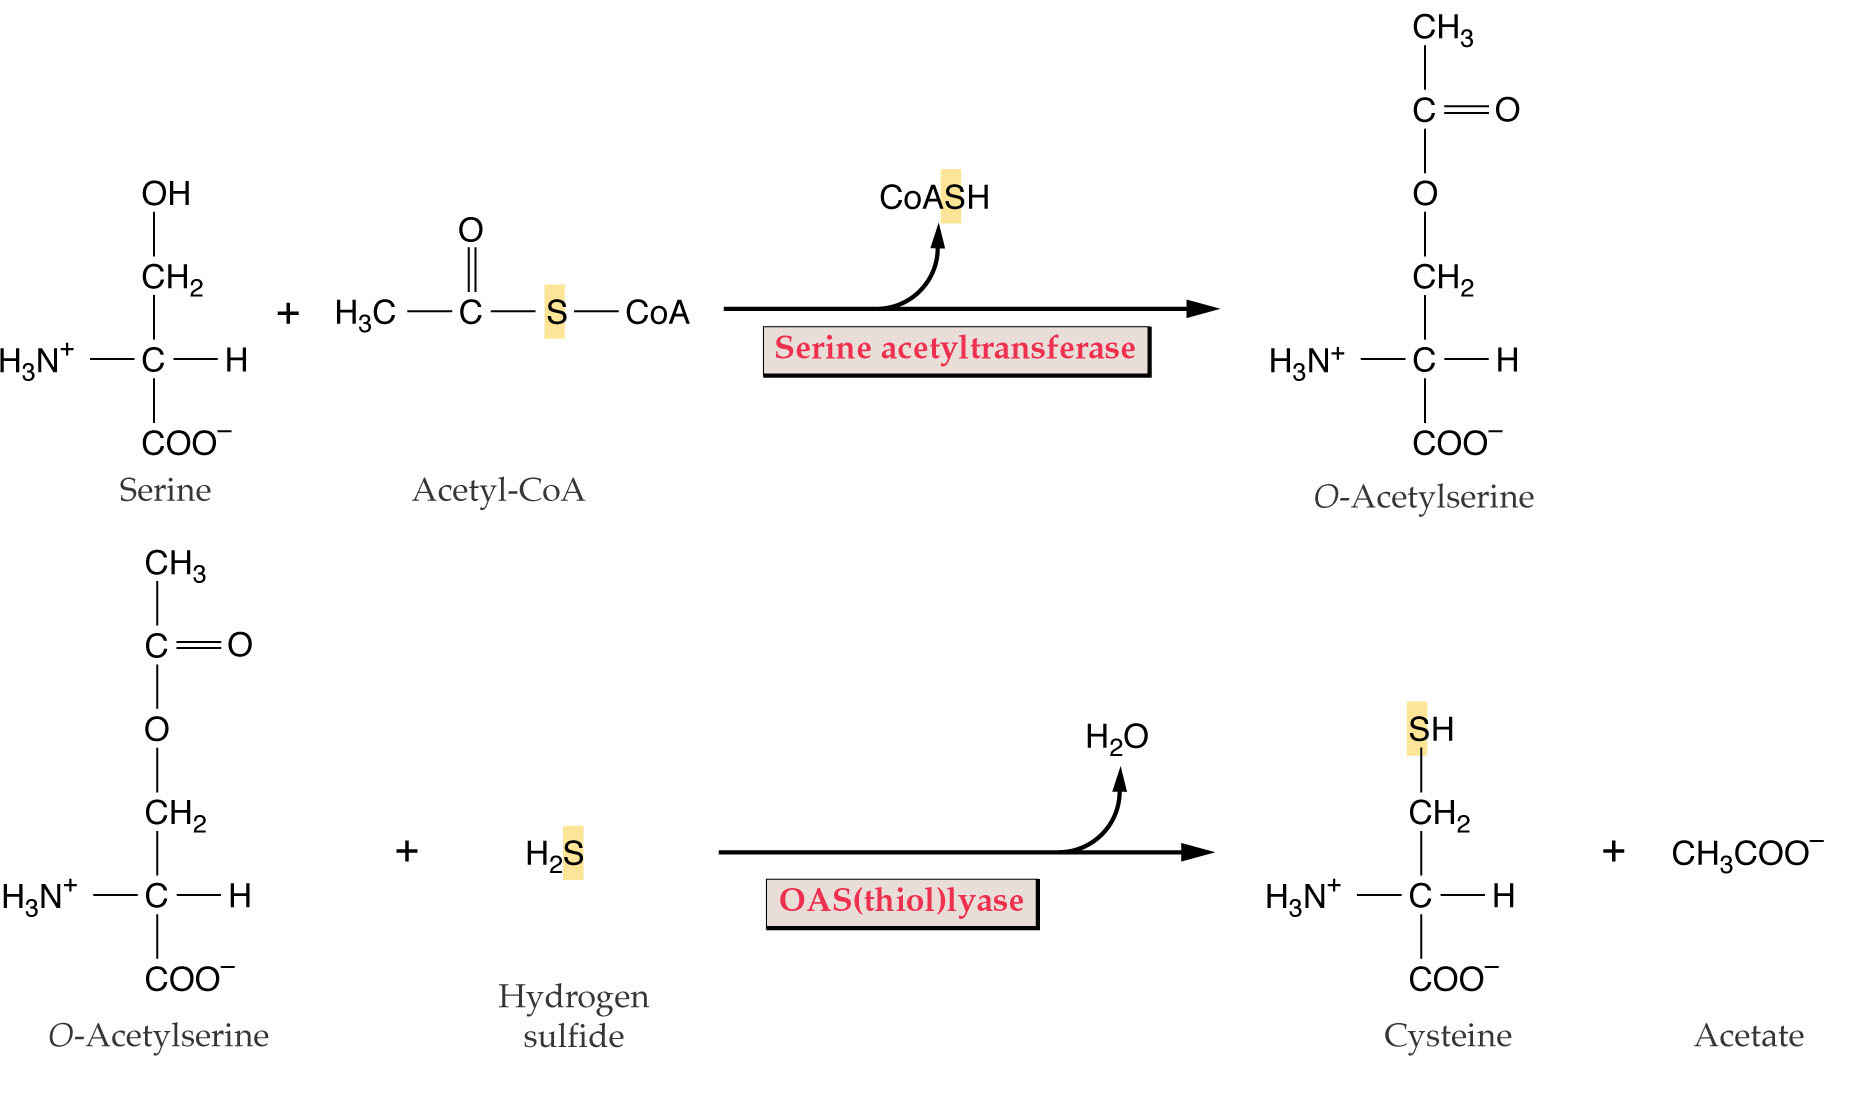 CH₃
C=O
O
CH₂
H₃N⁺—C—H
COO⁻
O-Acetylserine
OH
CH₂
H₃N⁺—C—H
COO⁻
Serine
+
O
H₃C—C—S—CoA
Acetyl-CoA
CoASH
Serine acetyltransferase
CH₃
C=O
O
CH₂
H₃N⁺—C—H
COO⁻
O-Acetylserine
+
H₂S
Hydrogen
sulfide
H₂O
OAS(thiol)lyase
SH
CH₂
H₃N⁺—C—H
COO⁻
Cysteine
+
CH₃COO⁻
Acetate